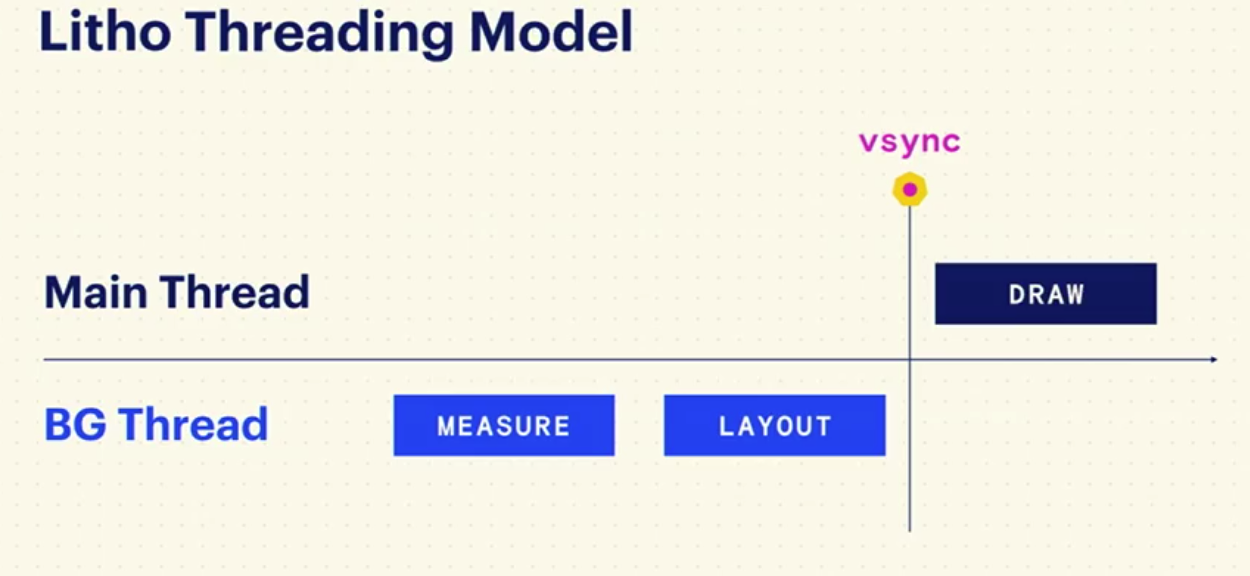 Litho Threading Model
vsync
Main Thread
DRAW
BG Thread
MEASURE
LAYOUT